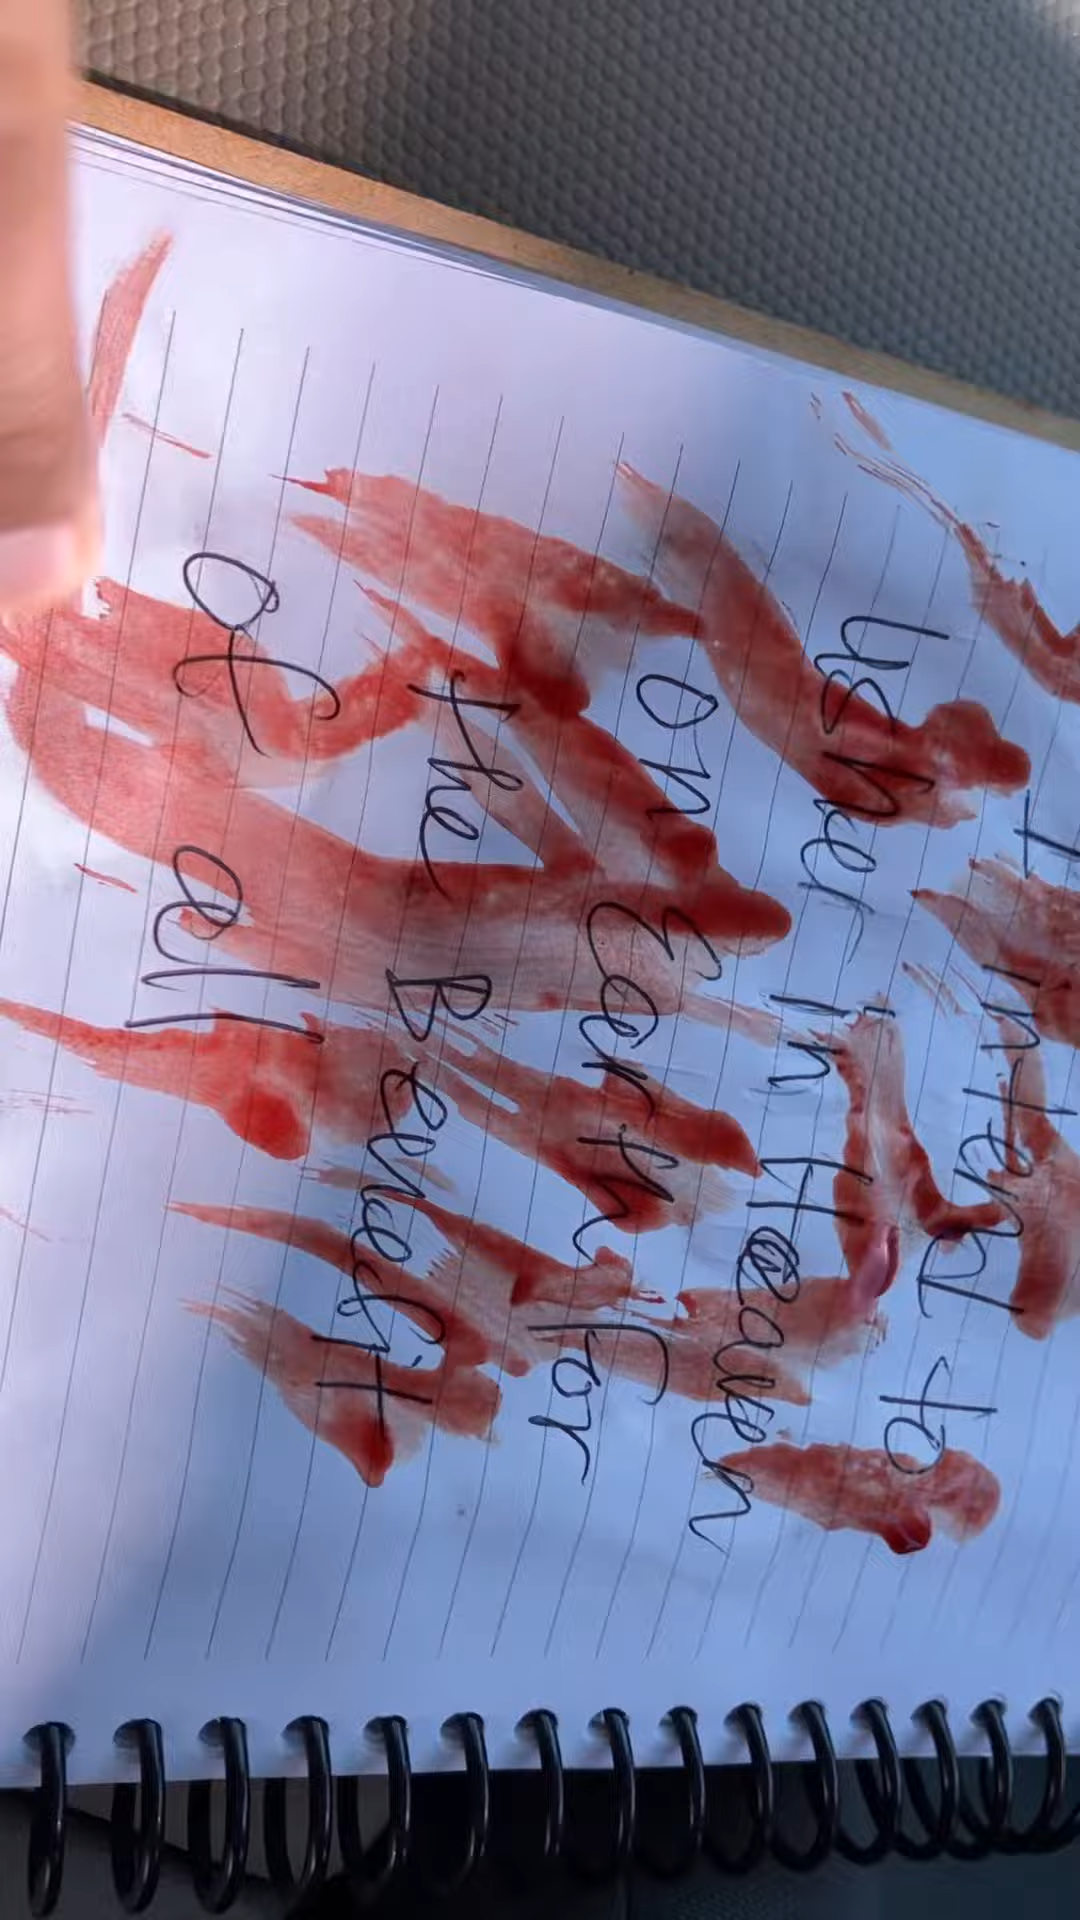 I intend to
usher in Heaven
on Earth for
the Benefit
of all